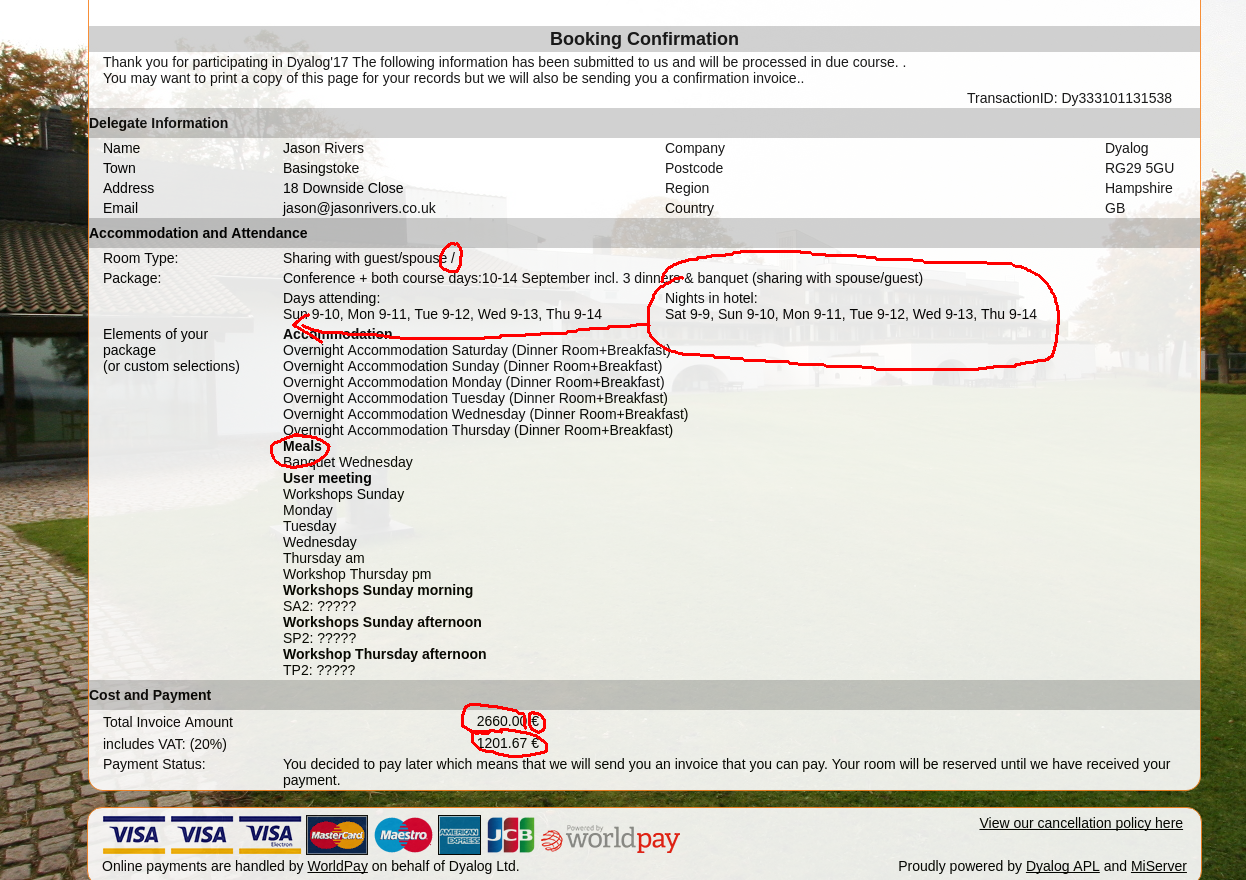 Booking Confirmation
Thank you for participating in Dyalog'17 The following information has been submitted to us and will be processed in due course. .
You may want to print a copy of this page for your records but we will also be sending you a confirmation invoice..
TransactionID: Dy333101131538
Delegate Information
Name Jason Rivers Company Dyalog
Town Basingstoke Postcode RG29 5GU
Address 18 Downside Close Region Hampshire
Email jason@jasonrivers.co.uk Country GB
Accommodation and Attendance
Room Type: Sharing with guest/spouse /
Package: Conference + both course days:10-14 September incl. 3 dinners & banquet (sharing with spouse/guest)
Days attending: Nights in hotel:
Sun 9-10, Mon 9-11, Tue 9-12, Wed 9-13, Thu 9-14 Sat 9-9, Sun 9-10, Mon 9-11, Tue 9-12, Wed 9-13, Thu 9-14
Elements of your Accommodation
package Overnight Accommodation Saturday (Dinner Room+Breakfast)
(or custom selections) Overnight Accommodation Sunday (Dinner Room+Breakfast)
Overnight Accommodation Monday (Dinner Room+Breakfast)
Overnight Accommodation Tuesday (Dinner Room+Breakfast)
Overnight Accommodation Wednesday (Dinner Room+Breakfast)
Overnight Accommodation Thursday (Dinner Room+Breakfast)
Meals
Banquet Wednesday
User meeting
Workshops Sunday
Monday
Tuesday
Wednesday
Thursday am
Workshop Thursday pm
Workshops Sunday morning
SA2: ?????
Workshops Sunday afternoon
SP2: ?????
Workshop Thursday afternoon
TP2: ?????
Cost and Payment
Total Invoice Amount 2660.00 €
includes VAT: (20%) 1201.67 €
Payment Status: You decided to pay later which means that we will send you an invoice that you can pay. Your room will be reserved until we have received your
payment.
VISA VISA VISA Electron MasterCard Maestro AMERICAN EXPRESS JCB Powered by worldpay
View our cancellation policy here
Online payments are handled by WorldPay on behalf of Dyalog Ltd.
Proudly powered by Dyalog APL and MiServer